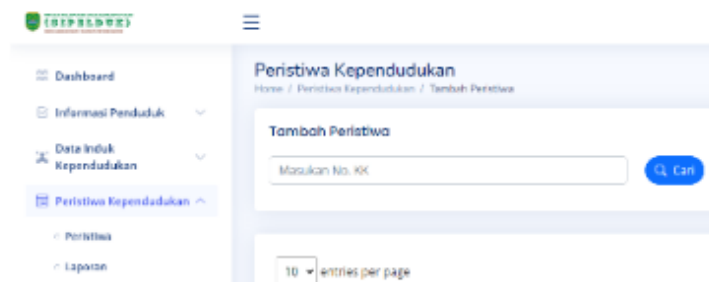 (SIPELDUK)
Dashboard
Informasi Penduduk
Data Induk
Kependudukan
Peristiwa Kependudukan
Peristiwa
Laporan
Peristiwa Kependudukan
Home / Peristiwa Kependudukan / Tambah Peristiwa
Tambah Peristiwa
Masukan No. KK
Cari
10 entries per page